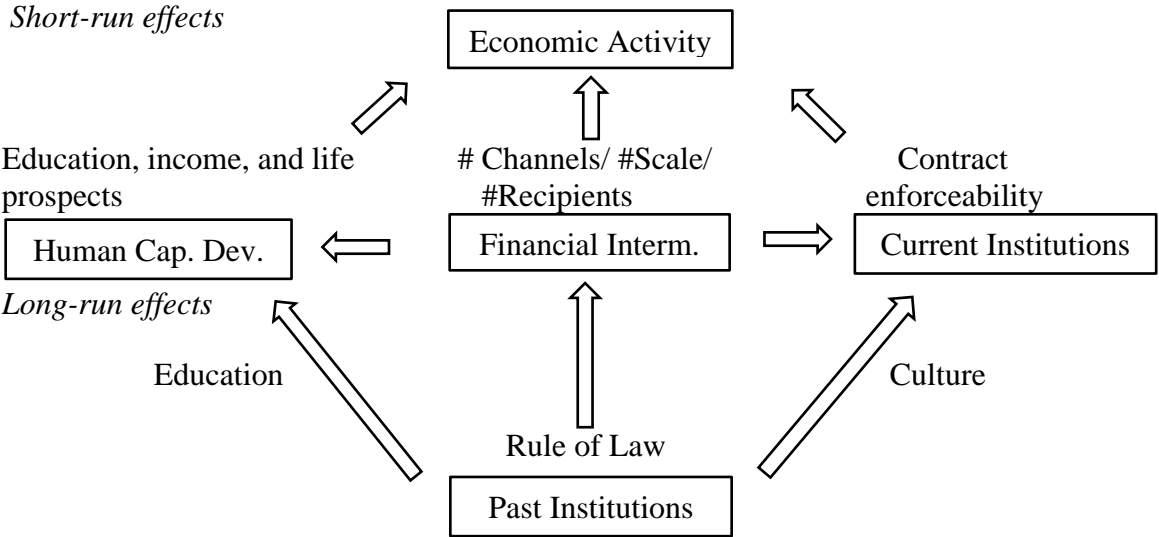 Short-run effects
Economic Activity
Education, income, and life
prospects
# Channels/ #Scale/
#Recipients
Contract
enforceability
Human Cap. Dev.
Financial Interm.
Current Institutions
Long-run effects
Education
Culture
Rule of Law
Past Institutions